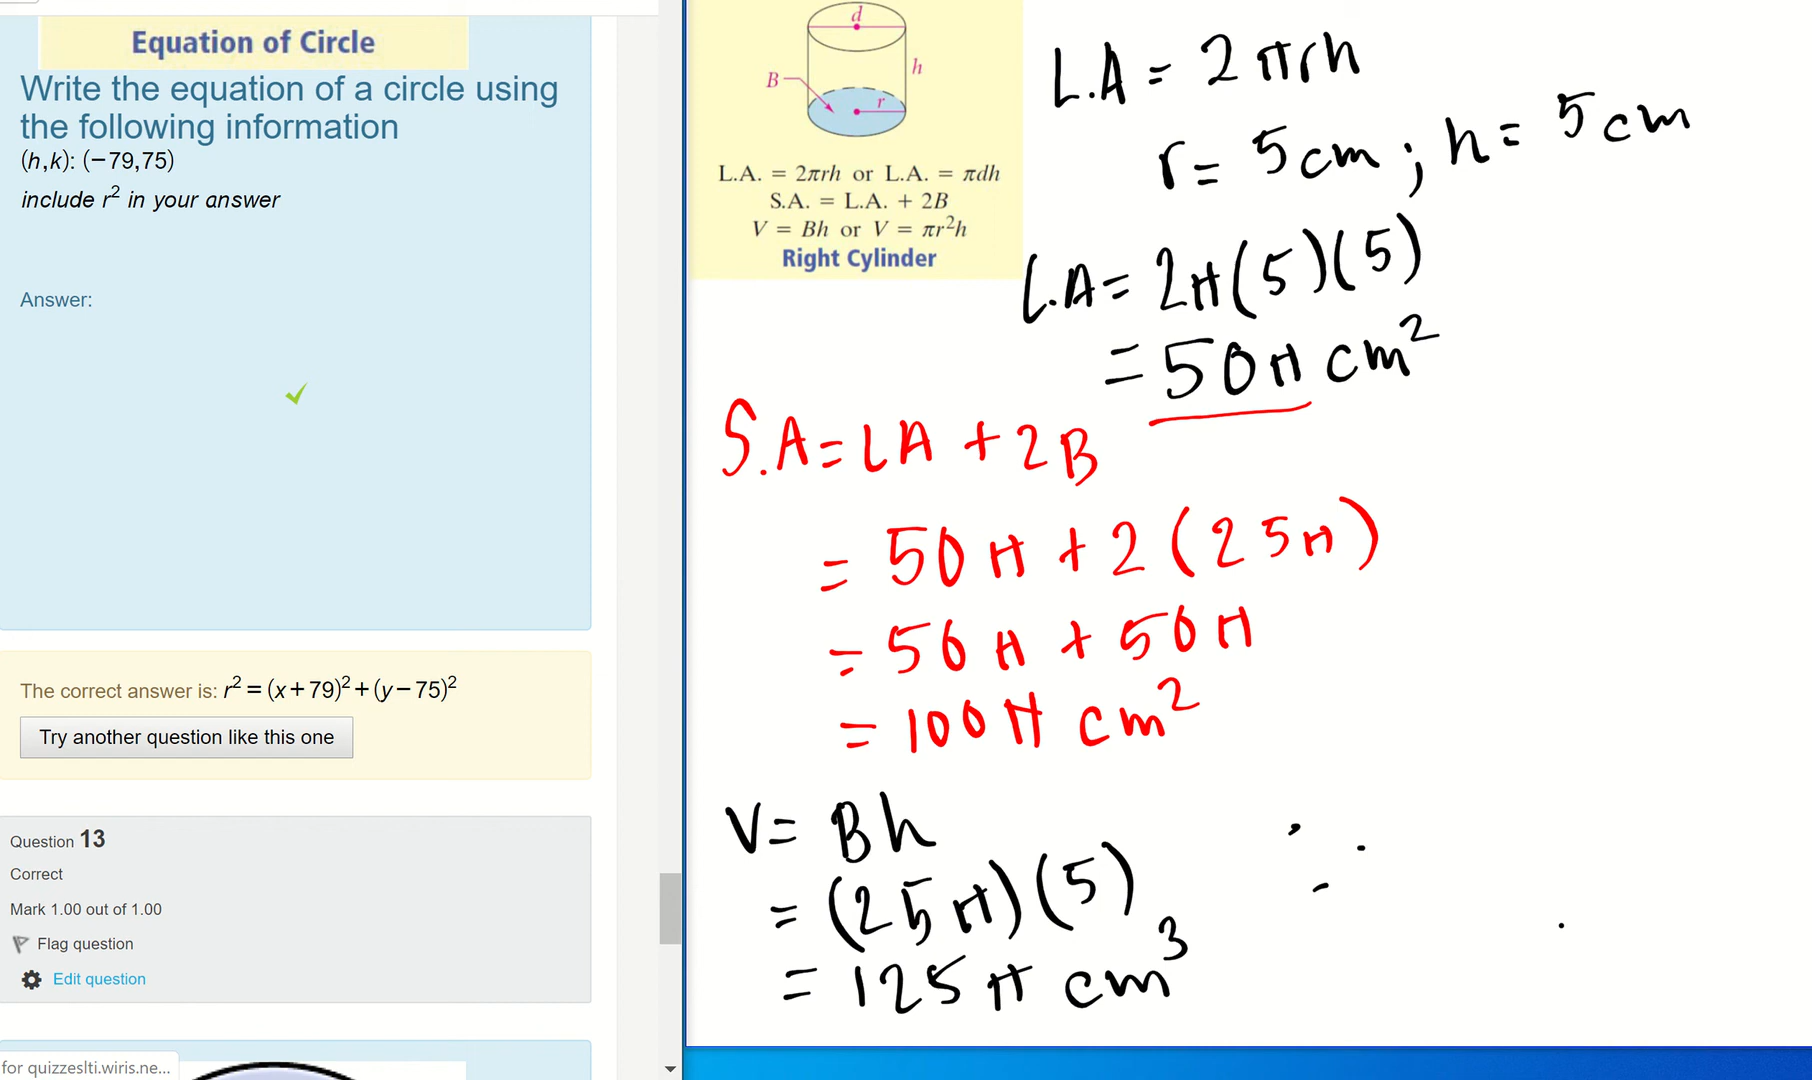 Equation of Circle
Write the equation of a circle using
the following information
(h,k): (−79,75)
include r² in your answer
Answer:
The correct answer is: r² = (x+79)² + (y−75)²
Try another question like this one
Question 13
Correct
Mark 1.00 out of 1.00
Flag question
Edit question
for quizzeslti.wiris.ne...
d
h
B
r
L.A. = 2πrh or L.A. = πdh
S.A. = L.A. + 2B
V = Bh or V = πr²h
Right Cylinder
L.A = 2πrh
r = 5cm ; h = 5cm
L.A = 2π(5)(5)
= 50π cm²
S.A = LA + 2B
= 50π + 2(25π)
= 50π + 50π
= 100π cm²
V = Bh
= (25π)(5)
= 125π cm³